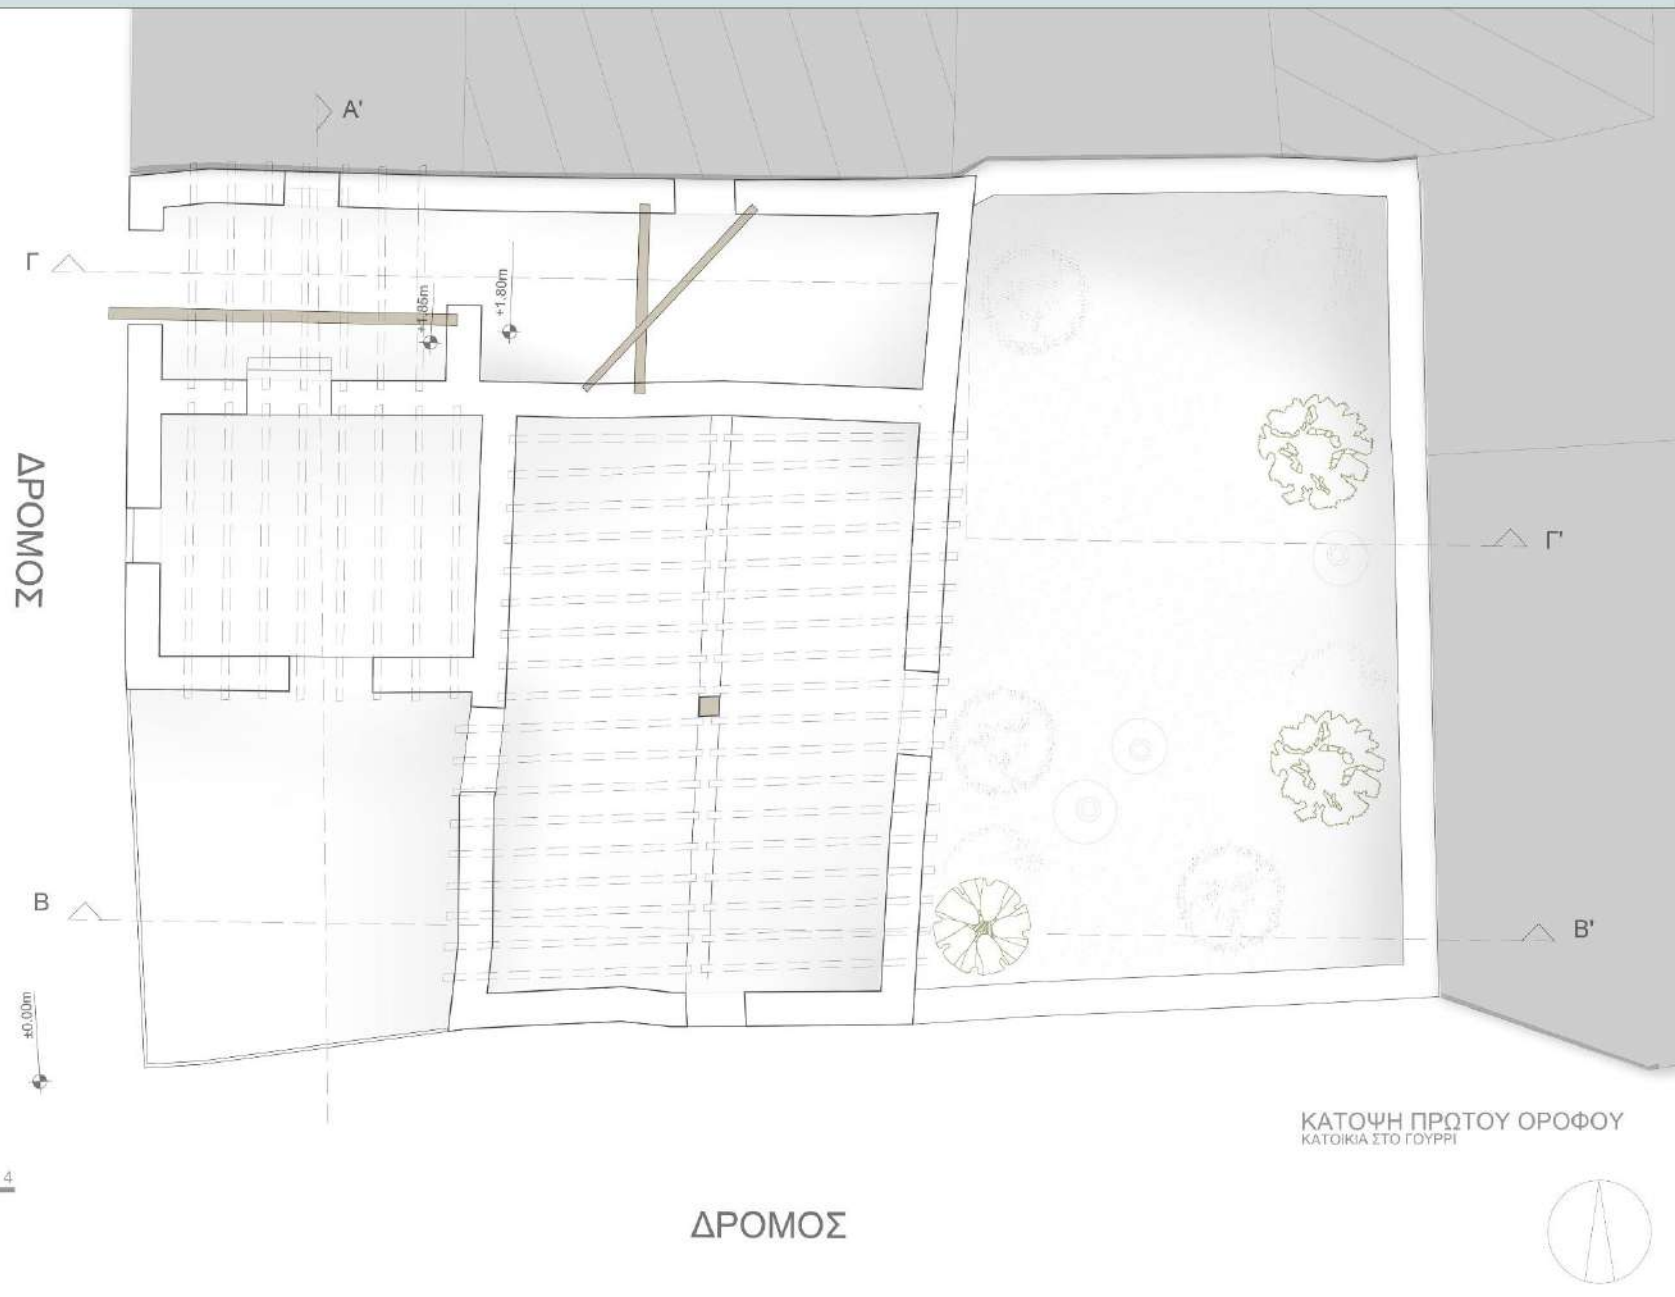 Α'
Γ
+1.85m
+1.80m
ΔΡΟΜΟΣ
Γ'
Β
Β'
±0.00m
ΚΑΤΟΨΗ ΠΡΩΤΟΥ ΟΡΟΦΟΥ
ΚΑΤΟΙΚΙΑ ΣΤΟ ΓΟΥΡΡΙ
4
ΔΡΟΜΟΣ